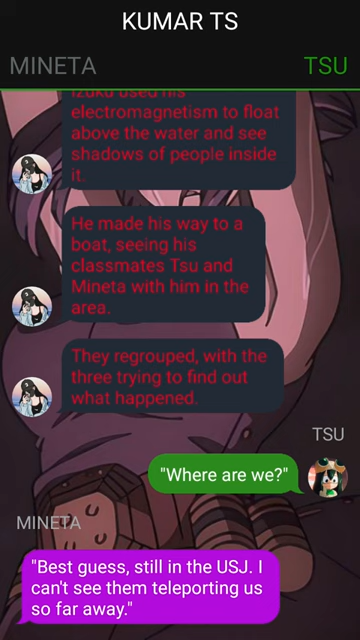 KUMAR TS
MINETA
TSU
Izuku used his
electromagnetism to float
above the water and see
shadows of people inside
it.
He made his way to a
boat, seeing his
classmates Tsu and
Mineta with him in the
area.
They regrouped, with the
three trying to find out
what happened.
TSU
"Where are we?"
MINETA
"Best guess, still in the USJ. I
can't see them teleporting us
so far away."